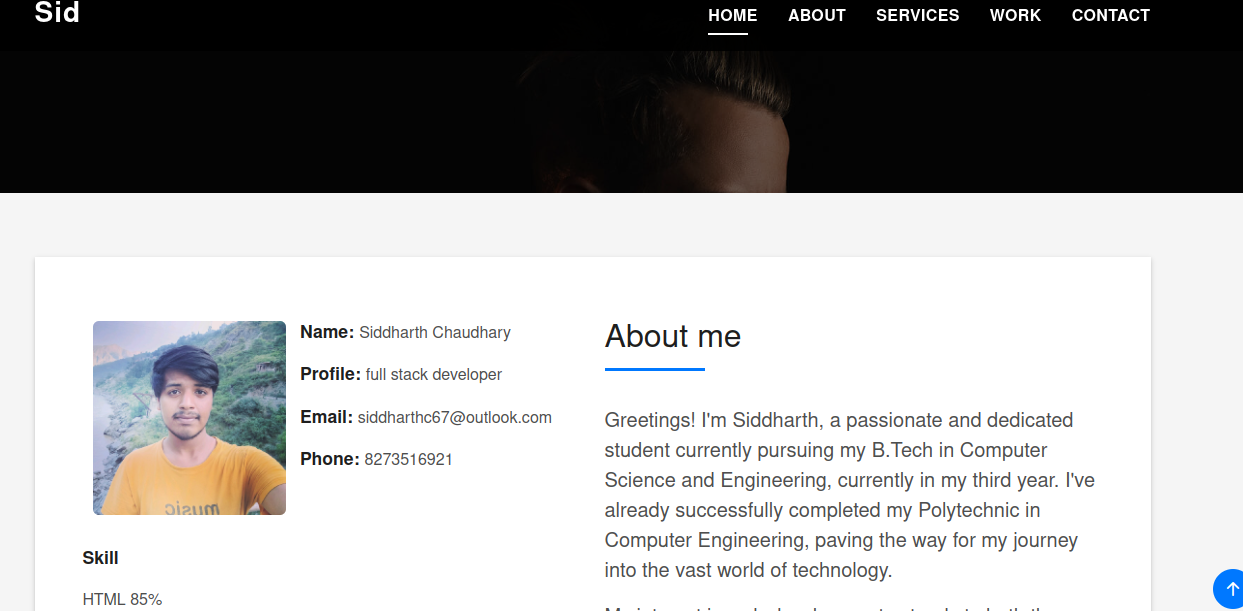 Sid
HOME ABOUT SERVICES WORK CONTACT
Name: Siddharth Chaudhary
Profile: full stack developer
Email: siddharthc67@outlook.com
Phone: 8273516921
music
Skill
HTML 85%
About me
Greetings! I'm Siddharth, a passionate and dedicated
student currently pursuing my B.Tech in Computer
Science and Engineering, currently in my third year. I've
already successfully completed my Polytechnic in
Computer Engineering, paving the way for my journey
into the vast world of technology.